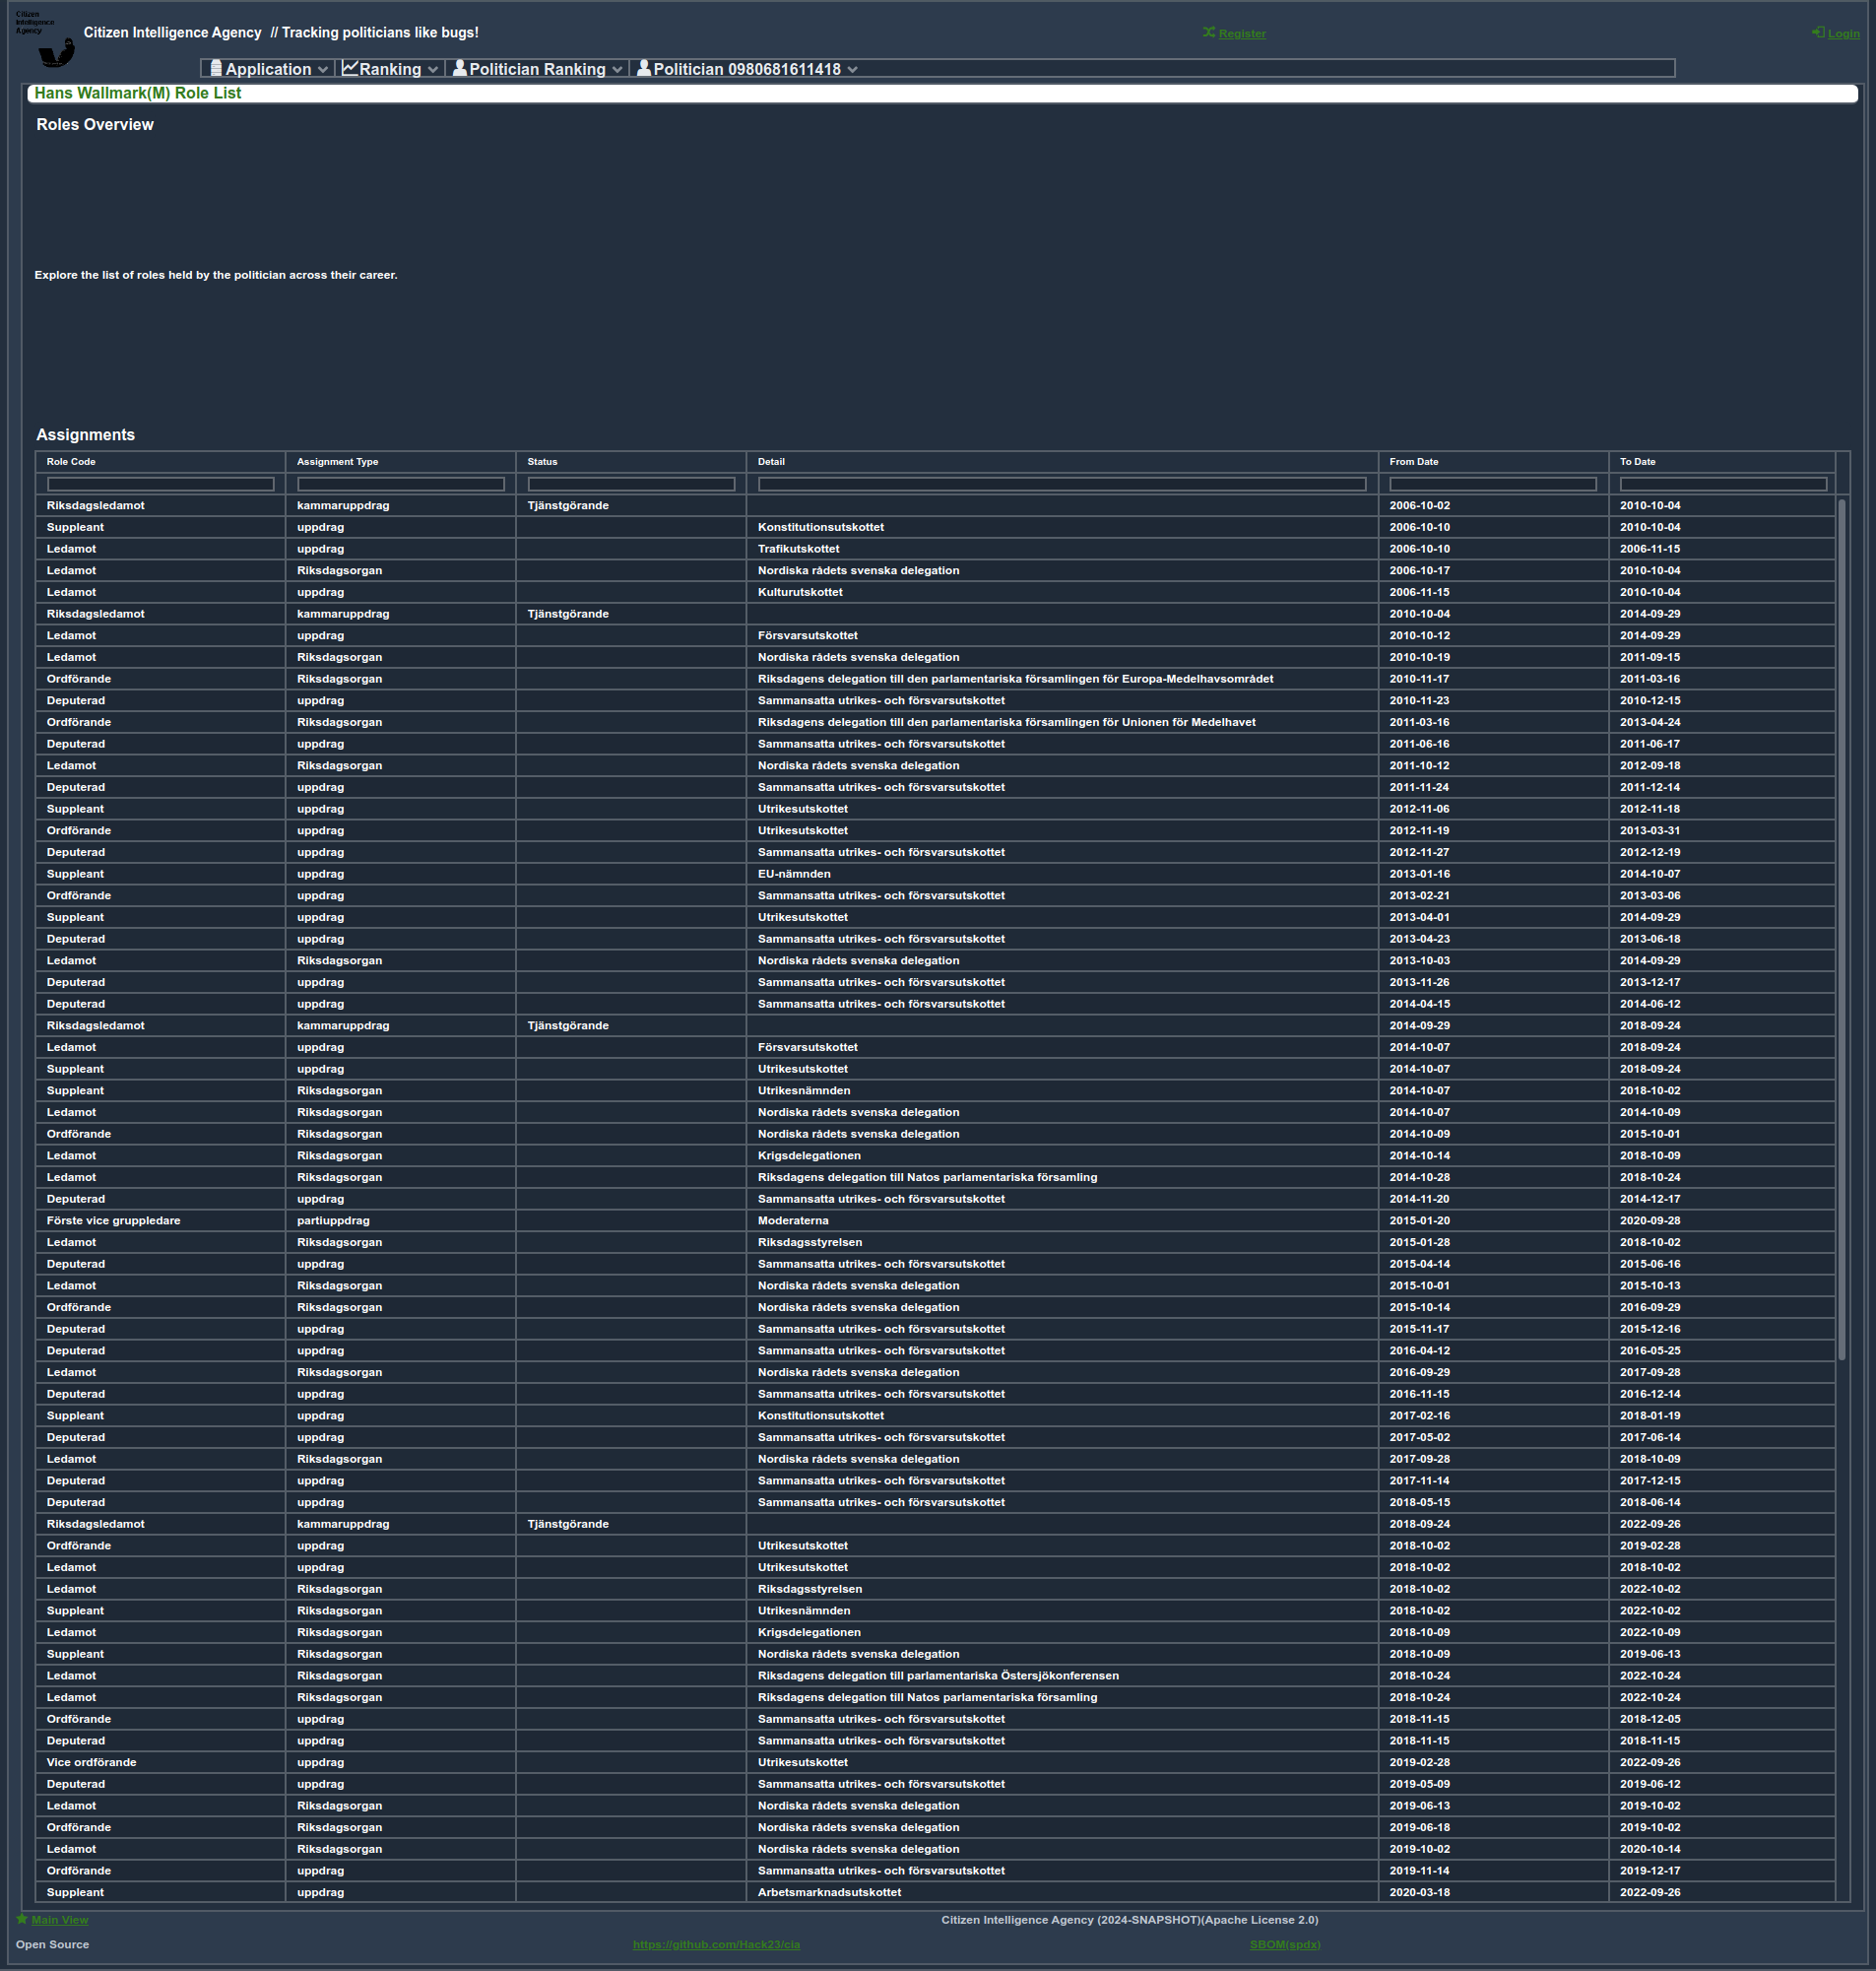 Citizen
Intelligence
Agency
Citizen Intelligence Agency // Tracking politicians like bugs!
Register
Login
Application
Ranking
Politician Ranking
Politician 0980681611418
Hans Wallmark(M) Role List
Roles Overview
Explore the list of roles held by the politician across their career.
Assignments
Role Code Assignment Type Status Detail From Date To Date
Riksdagsledamot kammaruppdrag Tjänstgörande 2006-10-02 2010-10-04
Suppleant uppdrag Konstitutionsutskottet 2006-10-10 2010-10-04
Ledamot uppdrag Trafikutskottet 2006-10-10 2006-11-15
Ledamot Riksdagsorgan Nordiska rådets svenska delegation 2006-10-17 2010-10-04
Ledamot uppdrag Kulturutskottet 2006-11-15 2010-10-04
Riksdagsledamot kammaruppdrag Tjänstgörande 2010-10-04 2014-09-29
Ledamot uppdrag Försvarsutskottet 2010-10-12 2014-09-29
Ledamot Riksdagsorgan Nordiska rådets svenska delegation 2010-10-19 2011-09-15
Ordförande Riksdagsorgan Riksdagens delegation till den parlamentariska församlingen för Europa-Medelhavsområdet 2010-11-17 2011-03-16
Deputerad uppdrag Sammansatta utrikes- och försvarsutskottet 2010-11-23 2010-12-15
Ordförande Riksdagsorgan Riksdagens delegation till den parlamentariska församlingen för Unionen för Medelhavet 2011-03-16 2013-04-24
Deputerad uppdrag Sammansatta utrikes- och försvarsutskottet 2011-06-16 2011-06-17
Ledamot Riksdagsorgan Nordiska rådets svenska delegation 2011-10-12 2012-09-18
Deputerad uppdrag Sammansatta utrikes- och försvarsutskottet 2011-11-24 2011-12-14
Suppleant uppdrag Utrikesutskottet 2012-11-06 2012-11-18
Ordförande uppdrag Utrikesutskottet 2012-11-19 2013-03-31
Deputerad uppdrag Sammansatta utrikes- och försvarsutskottet 2012-11-27 2012-12-19
Suppleant uppdrag EU-nämnden 2013-01-16 2014-10-07
Ordförande uppdrag Sammansatta utrikes- och försvarsutskottet 2013-02-21 2013-03-06
Suppleant uppdrag Utrikesutskottet 2013-04-01 2014-09-29
Deputerad uppdrag Sammansatta utrikes- och försvarsutskottet 2013-04-23 2013-06-18
Ledamot Riksdagsorgan Nordiska rådets svenska delegation 2013-10-03 2014-09-29
Deputerad uppdrag Sammansatta utrikes- och försvarsutskottet 2013-11-26 2013-12-17
Deputerad uppdrag Sammansatta utrikes- och försvarsutskottet 2014-04-15 2014-06-12
Riksdagsledamot kammaruppdrag Tjänstgörande 2014-09-29 2018-09-24
Ledamot uppdrag Försvarsutskottet 2014-10-07 2018-09-24
Suppleant uppdrag Utrikesutskottet 2014-10-07 2018-09-24
Suppleant Riksdagsorgan Utrikesnämnden 2014-10-07 2018-10-02
Ledamot Riksdagsorgan Nordiska rådets svenska delegation 2014-10-07 2014-10-09
Ordförande Riksdagsorgan Nordiska rådets svenska delegation 2014-10-09 2015-10-01
Ledamot Riksdagsorgan Krigsdelegationen 2014-10-14 2018-10-09
Ledamot Riksdagsorgan Riksdagens delegation till Natos parlamentariska församling 2014-10-28 2018-10-24
Deputerad uppdrag Sammansatta utrikes- och försvarsutskottet 2014-11-20 2014-12-17
Förste vice gruppledare partiuppdrag Moderaterna 2015-01-20 2020-09-28
Ledamot Riksdagsorgan Riksdagsstyrelsen 2015-01-28 2018-10-02
Deputerad uppdrag Sammansatta utrikes- och försvarsutskottet 2015-04-14 2015-06-16
Ledamot Riksdagsorgan Nordiska rådets svenska delegation 2015-10-01 2015-10-13
Ordförande Riksdagsorgan Nordiska rådets svenska delegation 2015-10-14 2016-09-29
Deputerad uppdrag Sammansatta utrikes- och försvarsutskottet 2015-11-17 2015-12-16
Deputerad uppdrag Sammansatta utrikes- och försvarsutskottet 2016-04-12 2016-05-25
Ledamot Riksdagsorgan Nordiska rådets svenska delegation 2016-09-29 2017-09-28
Deputerad uppdrag Sammansatta utrikes- och försvarsutskottet 2016-11-15 2016-12-14
Suppleant uppdrag Konstitutionsutskottet 2017-02-16 2018-01-19
Deputerad uppdrag Sammansatta utrikes- och försvarsutskottet 2017-05-02 2017-06-14
Ledamot Riksdagsorgan Nordiska rådets svenska delegation 2017-09-28 2018-10-09
Deputerad uppdrag Sammansatta utrikes- och försvarsutskottet 2017-11-14 2017-12-15
Deputerad uppdrag Sammansatta utrikes- och försvarsutskottet 2018-05-15 2018-06-14
Riksdagsledamot kammaruppdrag Tjänstgörande 2018-09-24 2022-09-26
Ordförande uppdrag Utrikesutskottet 2018-10-02 2019-02-28
Ledamot uppdrag Utrikesutskottet 2018-10-02 2018-10-02
Ledamot Riksdagsorgan Riksdagsstyrelsen 2018-10-02 2022-10-02
Suppleant Riksdagsorgan Utrikesnämnden 2018-10-02 2022-10-02
Ledamot Riksdagsorgan Krigsdelegationen 2018-10-09 2022-10-09
Suppleant Riksdagsorgan Nordiska rådets svenska delegation 2018-10-09 2019-06-13
Ledamot Riksdagsorgan Riksdagens delegation till parlamentariska Östersjökonferensen 2018-10-24 2022-10-24
Ledamot Riksdagsorgan Riksdagens delegation till Natos parlamentariska församling 2018-10-24 2022-10-24
Ordförande uppdrag Sammansatta utrikes- och försvarsutskottet 2018-11-15 2018-12-05
Deputerad uppdrag Sammansatta utrikes- och försvarsutskottet 2018-11-15 2018-11-15
Vice ordförande uppdrag Utrikesutskottet 2019-02-28 2022-09-26
Deputerad uppdrag Sammansatta utrikes- och försvarsutskottet 2019-05-09 2019-06-12
Ledamot Riksdagsorgan Nordiska rådets svenska delegation 2019-06-13 2019-10-02
Ordförande Riksdagsorgan Nordiska rådets svenska delegation 2019-06-18 2019-10-02
Ledamot Riksdagsorgan Nordiska rådets svenska delegation 2019-10-02 2020-10-14
Ordförande uppdrag Sammansatta utrikes- och försvarsutskottet 2019-11-14 2019-12-17
Suppleant uppdrag Arbetsmarknadsutskottet 2020-03-18 2022-09-26
Main View
Citizen Intelligence Agency (2024-SNAPSHOT)(Apache License 2.0)
Open Source
https://github.com/Hack23/cia
SBOM(spdx)